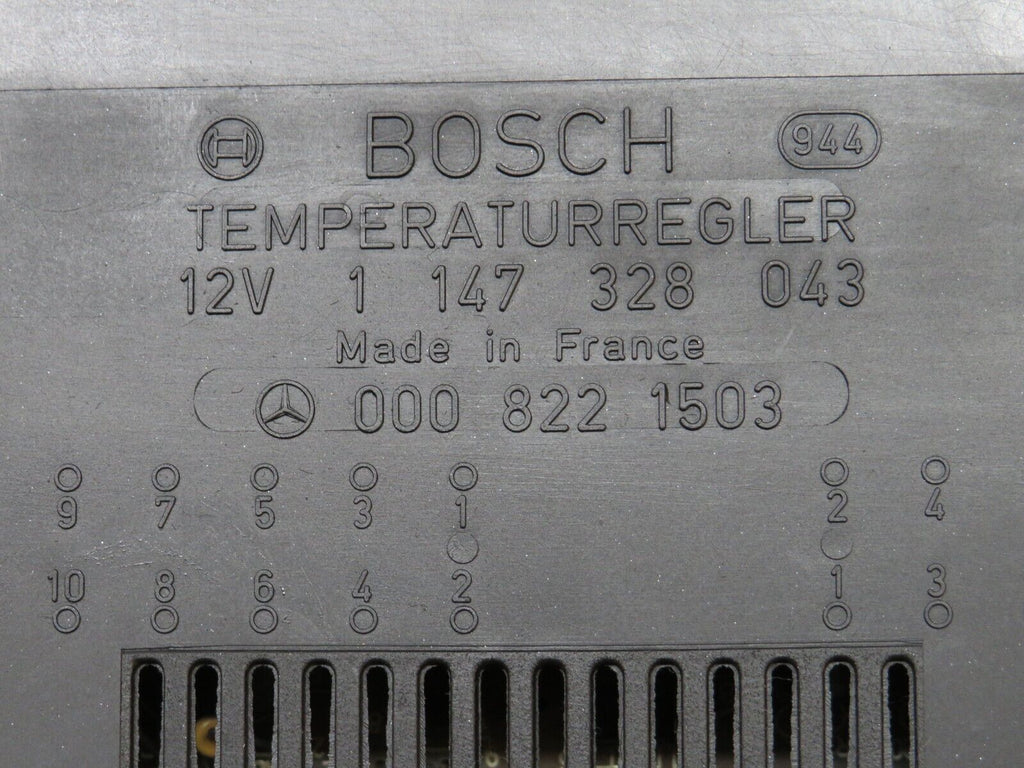 BOSCH 944
TEMPERATURREGLER
12V 1 147 328 043
Made in France
000 822 1503
9 7 5 3 1 2 4
10 8 6 4 2 1 3